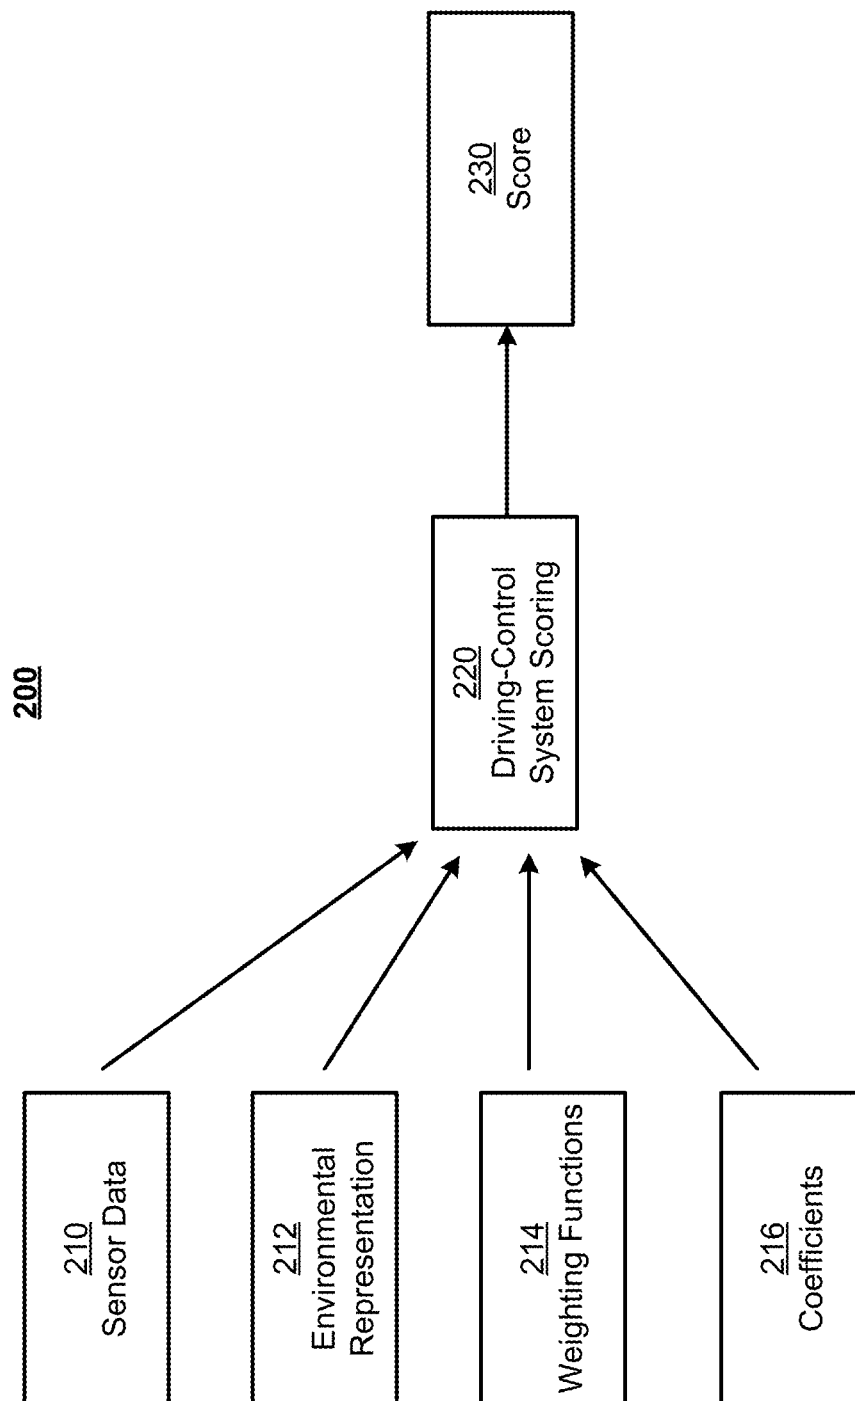 200
210
Sensor Data
212
Environmental
Representation
214
Weighting Functions
216
Coefficients
220
Driving-Control
System Scoring
230
Score